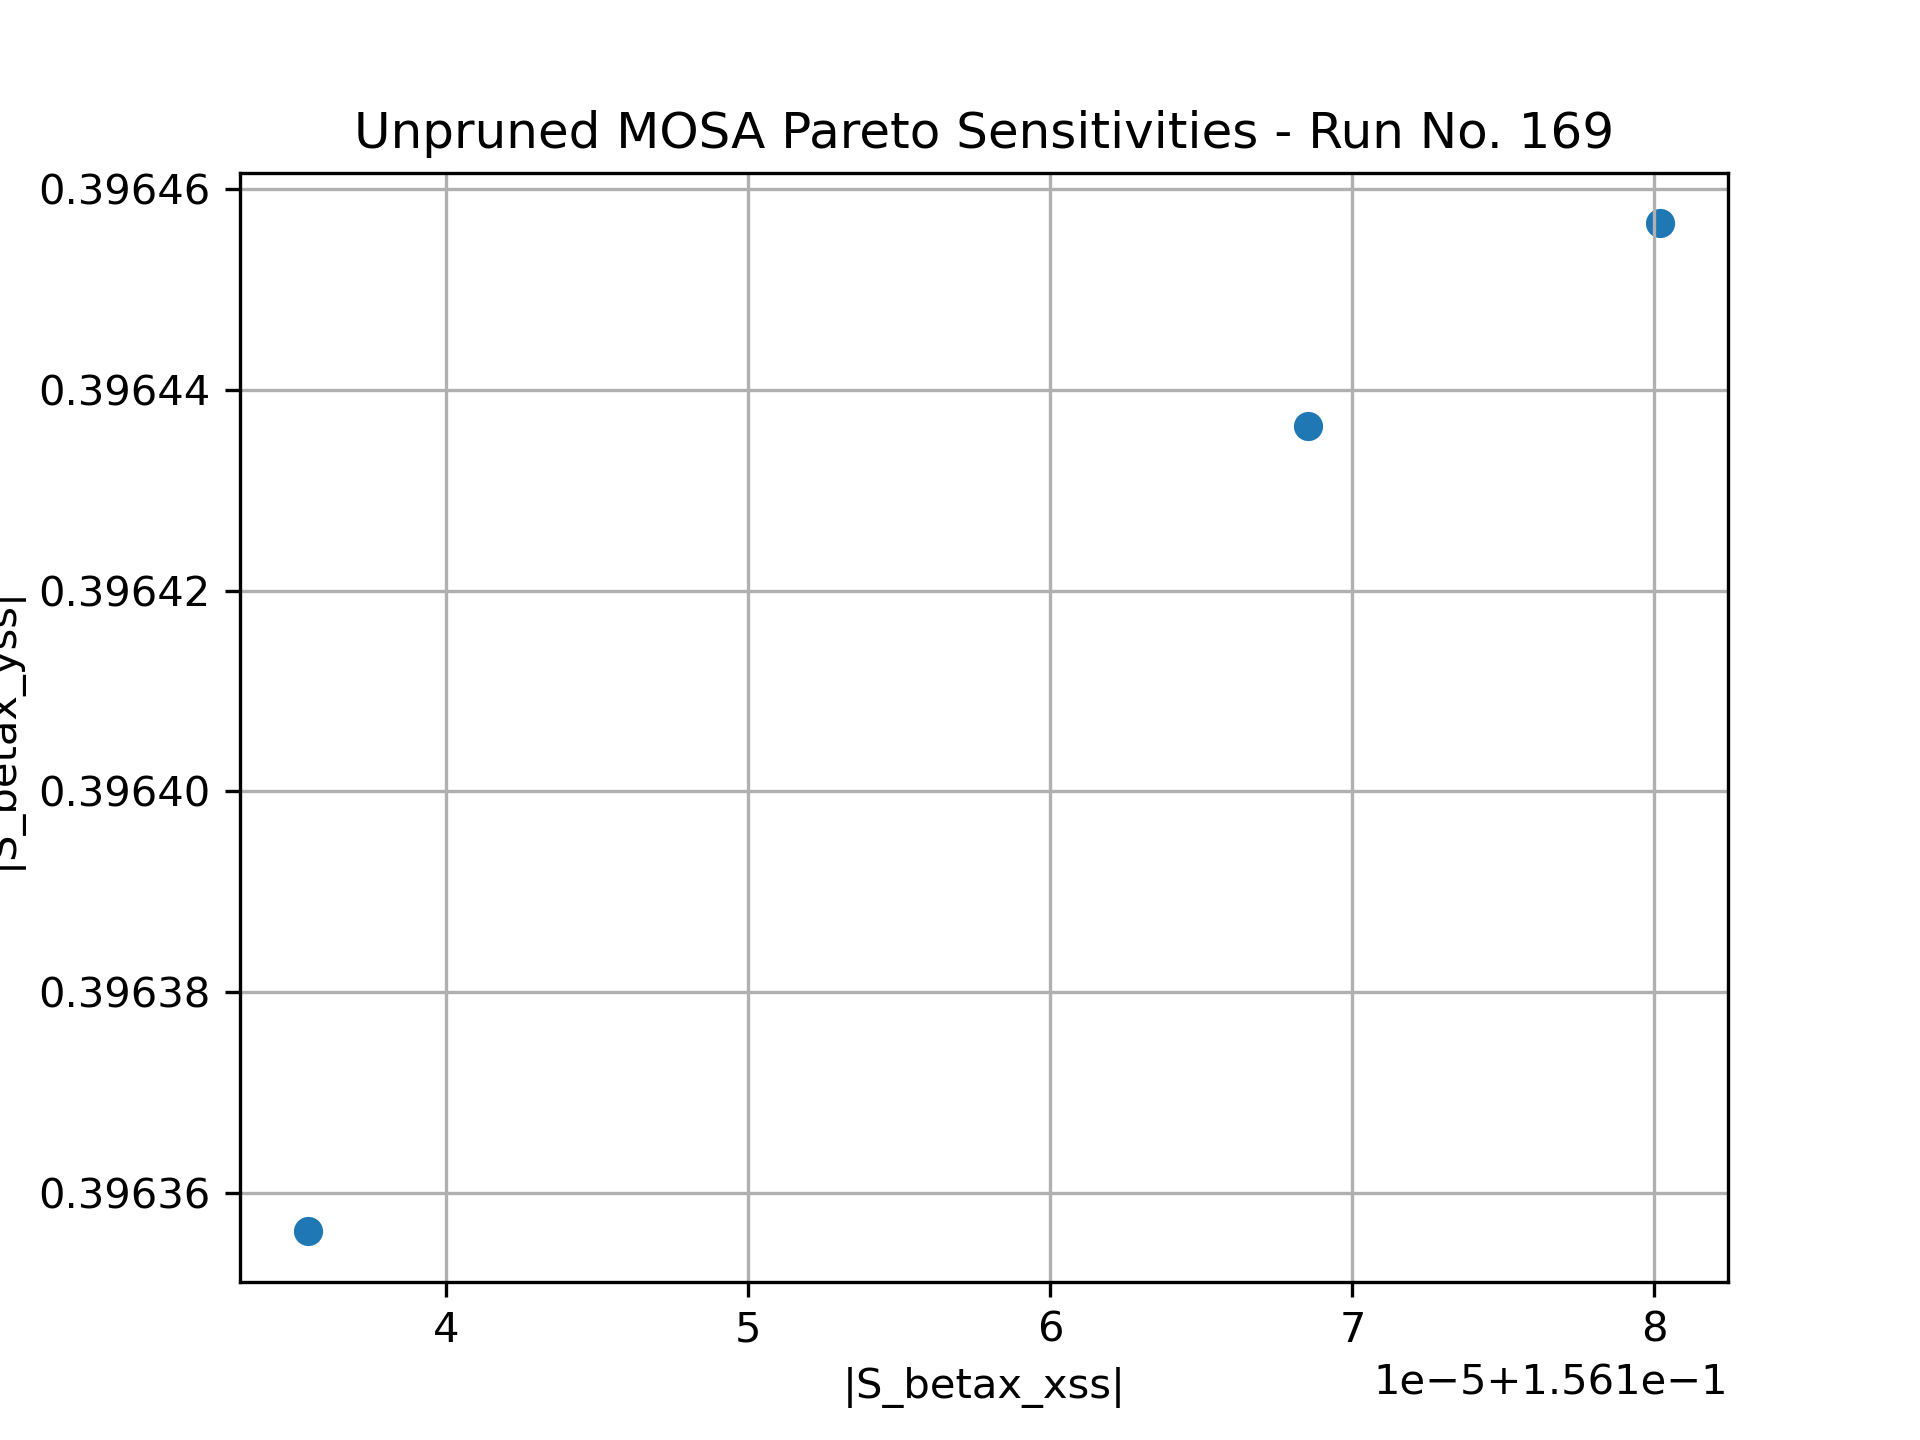 Unpruned MOSA Pareto Sensitivities - Run No. 169
0.39646
0.39644
0.39642
0.39640
0.39638
0.39636
|S_betax_yss|
4 5 6 7 8
1e−5+1.561e−1
|S_betax_xss|